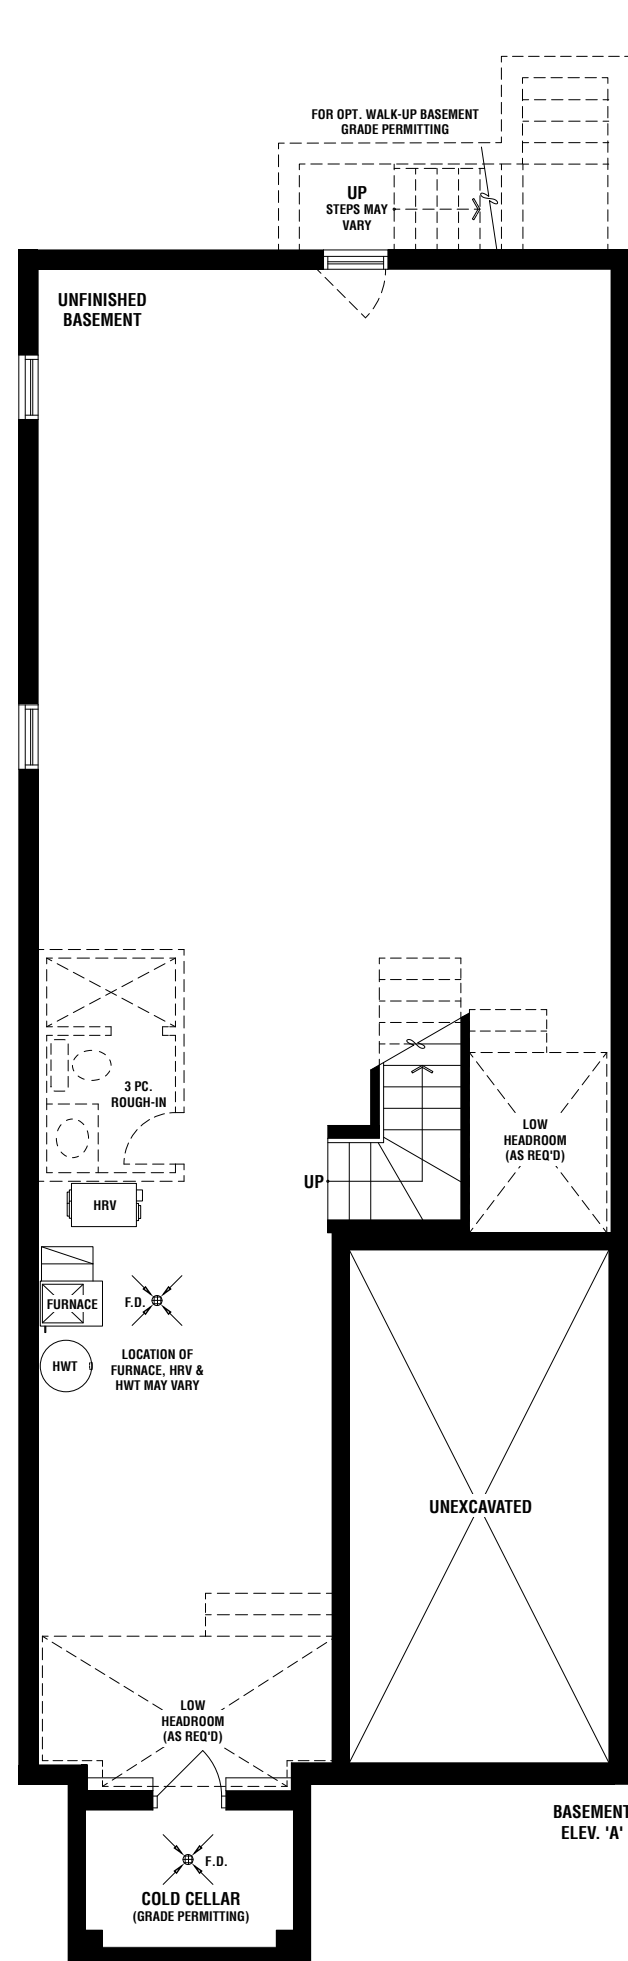 FOR OPT. WALK-UP BASEMENT
GRADE PERMITTING
UP
STEPS MAY
VARY
UNFINISHED
BASEMENT
3 PC.
ROUGH-IN
LOW
HEADROOM
(AS REQ'D)
UP
HRV
FURNACE
F.D.
HWT
LOCATION OF
FURNACE, HRV &
HWT MAY VARY
UNEXCAVATED
LOW
HEADROOM
(AS REQ'D)
BASEMENT
ELEV. 'A'
F.D.
COLD CELLAR
(GRADE PERMITTING)